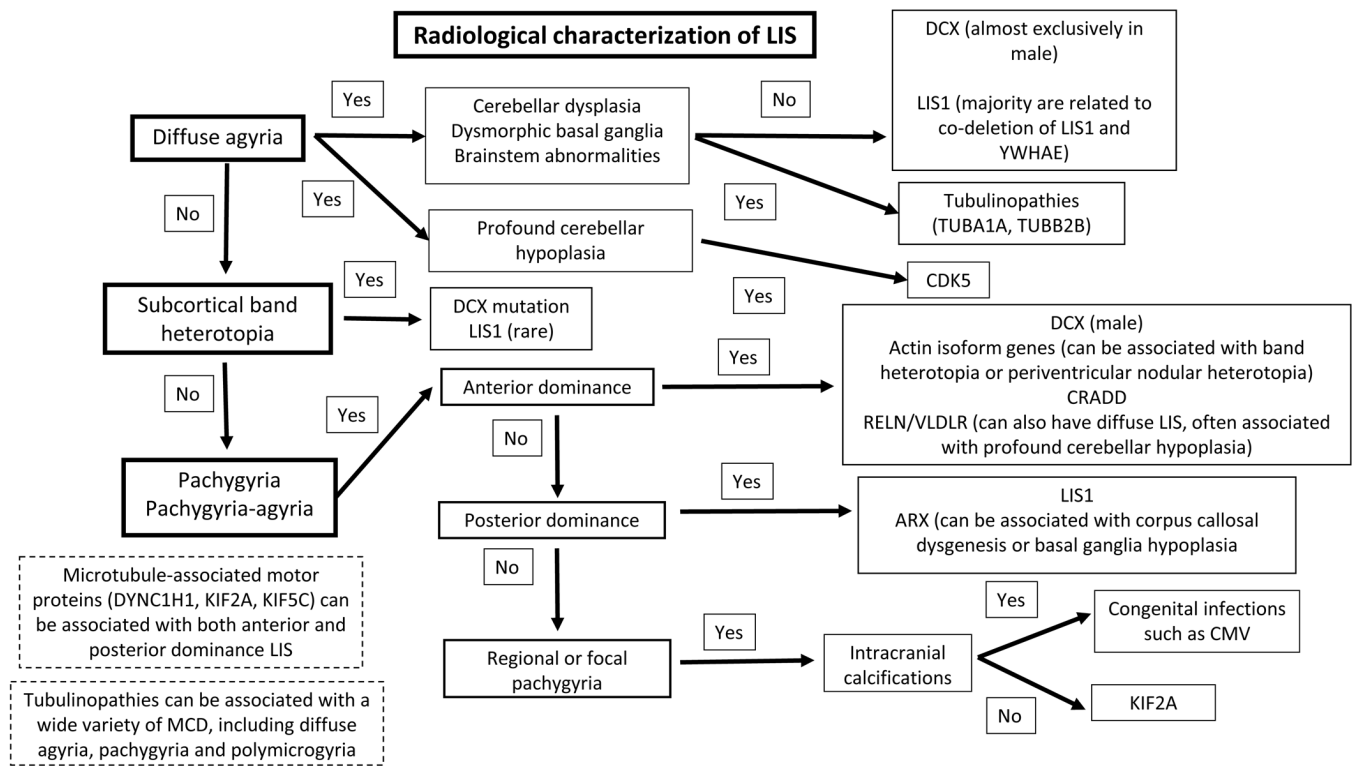 Radiological characterization of LIS
Diffuse agyria
Yes
Yes
No
Cerebellar dysplasia
Dysmorphic basal ganglia
Brainstem abnormalities
No
Yes
DCX (almost exclusively in
male)
LIS1 (majority are related to
co-deletion of LIS1 and
YWHAE)
Tubulinopathies
(TUBA1A, TUBB2B)
Profound cerebellar
hypoplasia
Yes
CDK5
Subcortical band
heterotopia
Yes
No
DCX mutation
LIS1 (rare)
Pachygyria
Pachygyria-agyria
Yes
Anterior dominance
Yes
No
DCX (male)
Actin isoform genes (can be associated with band
heterotopia or periventricular nodular heterotopia)
CRADD
RELN/VLDLR (can also have diffuse LIS, often associated
with profound cerebellar hypoplasia)
Posterior dominance
Yes
No
LIS1
ARX (can be associated with corpus callosal
dysgenesis or basal ganglia hypoplasia
Regional or focal
pachygyria
Yes
Intracranial
calcifications
Yes
No
Congenital infections
such as CMV
KIF2A
Microtubule-associated motor
proteins (DYNC1H1, KIF2A, KIF5C) can
be associated with both anterior and
posterior dominance LIS
Tubulinopathies can be associated with a
wide variety of MCD, including diffuse
agyria, pachygyria and polymicrogyria